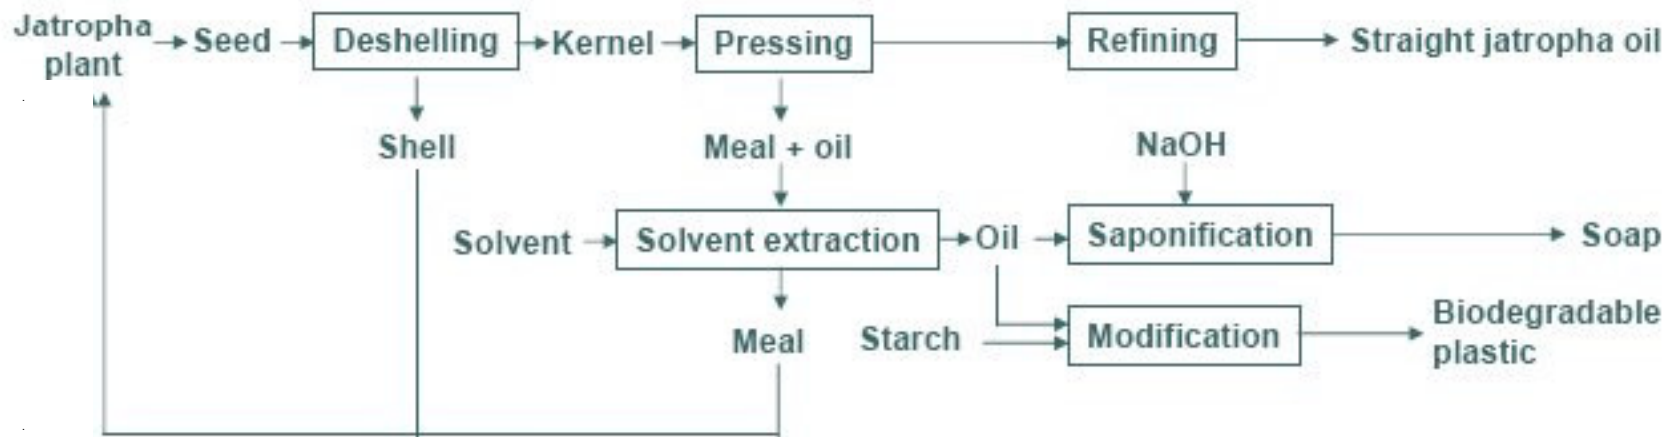 Jatropha
plant
Seed
Deshelling
Kernel
Pressing
Refining
Straight jatropha oil
Shell
Meal + oil
NaOH
Solvent
Solvent extraction
Oil
Saponification
Soap
Meal
Starch
Modification
Biodegradable
plastic